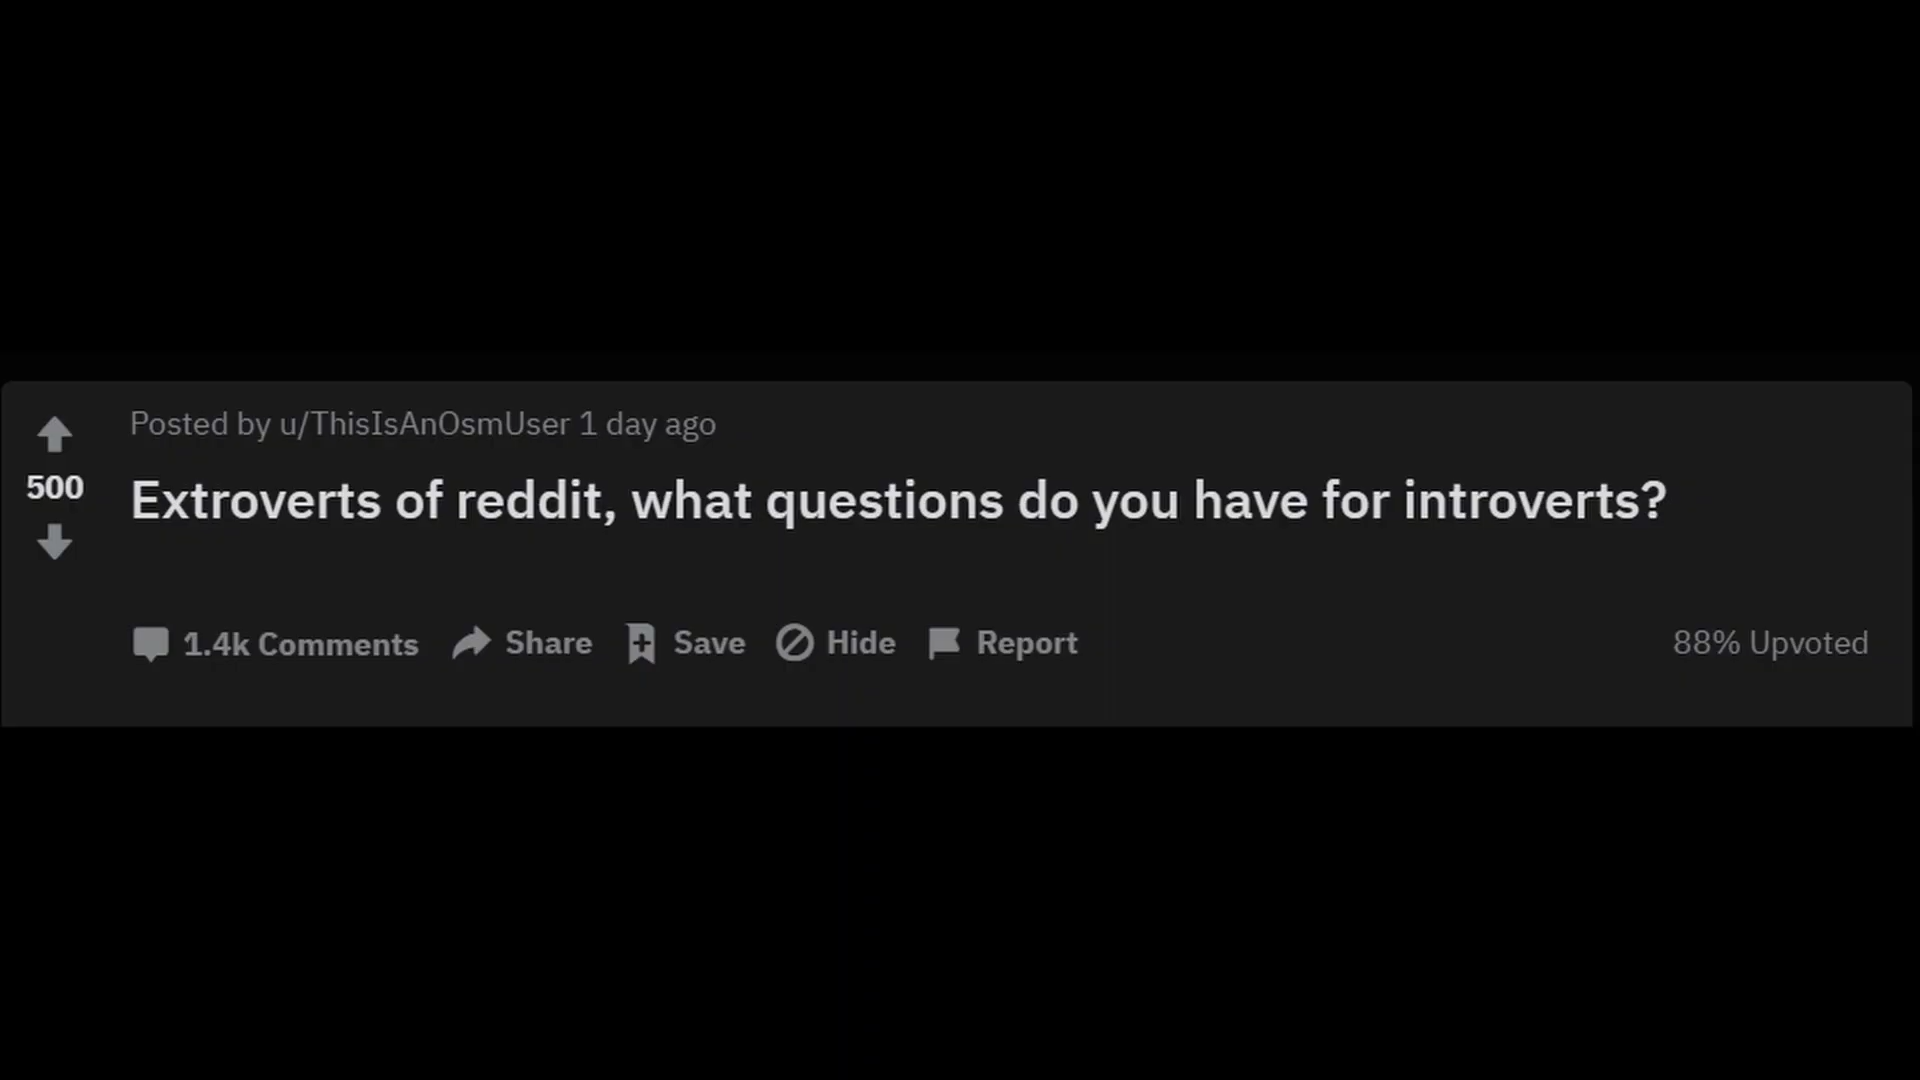 Posted by u/ThisIsAnOsmUser 1 day ago
500
Extroverts of reddit, what questions do you have for introverts?
1.4k Comments Share Save Hide Report 88% Upvoted